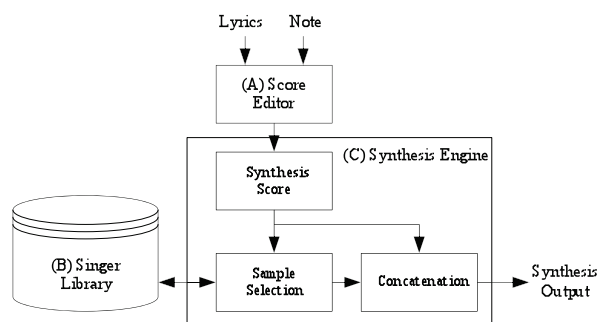 Lyrics Note
(A) Score
Editor
(C) Synthesis Engine
Synthesis
Score
(B) Singer
Library
Sample
Selection
Concatenation
Synthesis
Output